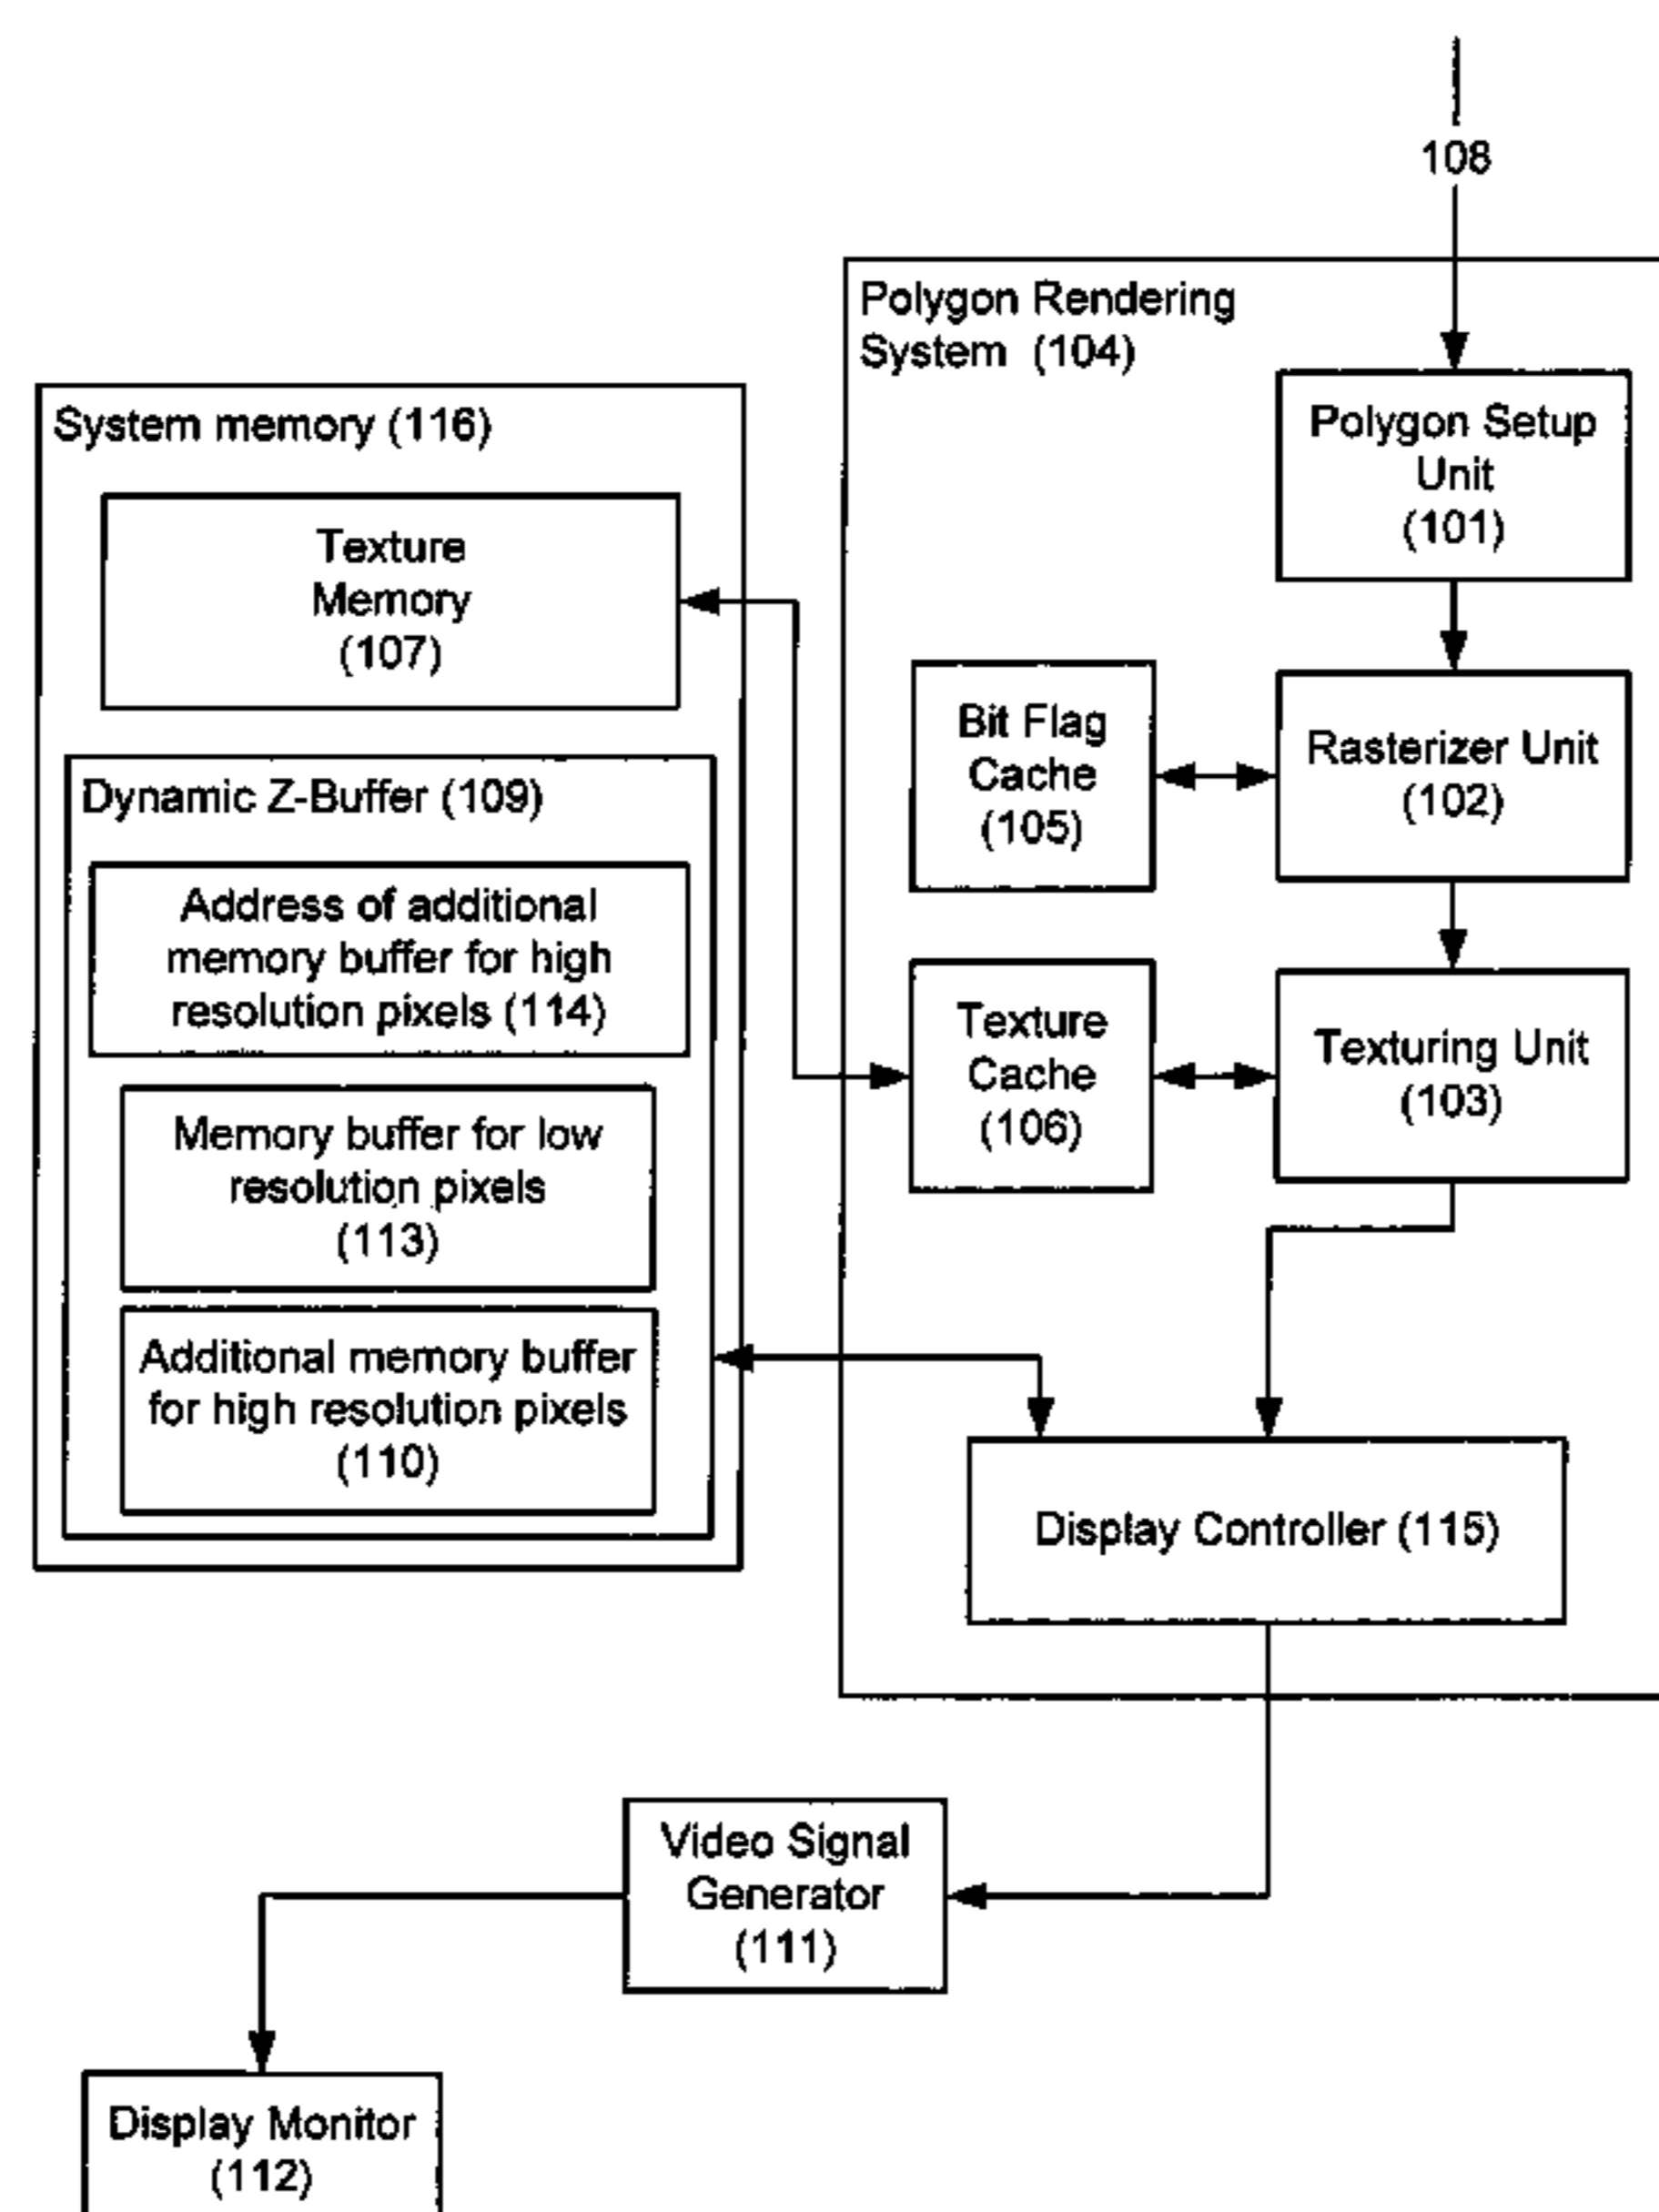 108
Polygon Rendering
System (104)
Polygon Setup
Unit
(101)
System memory (116)
Texture
Memory
(107)
Bit Flag
Cache
(105)
Rasterizer Unit
(102)
Dynamic Z-Buffer (109)
Address of additional
memory buffer for high
resolution pixels (114)
Texture
Cache
(106)
Texturing Unit
(103)
Memory buffer for low
resolution pixels
(113)
Additional memory buffer
for high resolution pixels
(110)
Display Controller (115)
Video Signal
Generator
(111)
Display Monitor
(112)